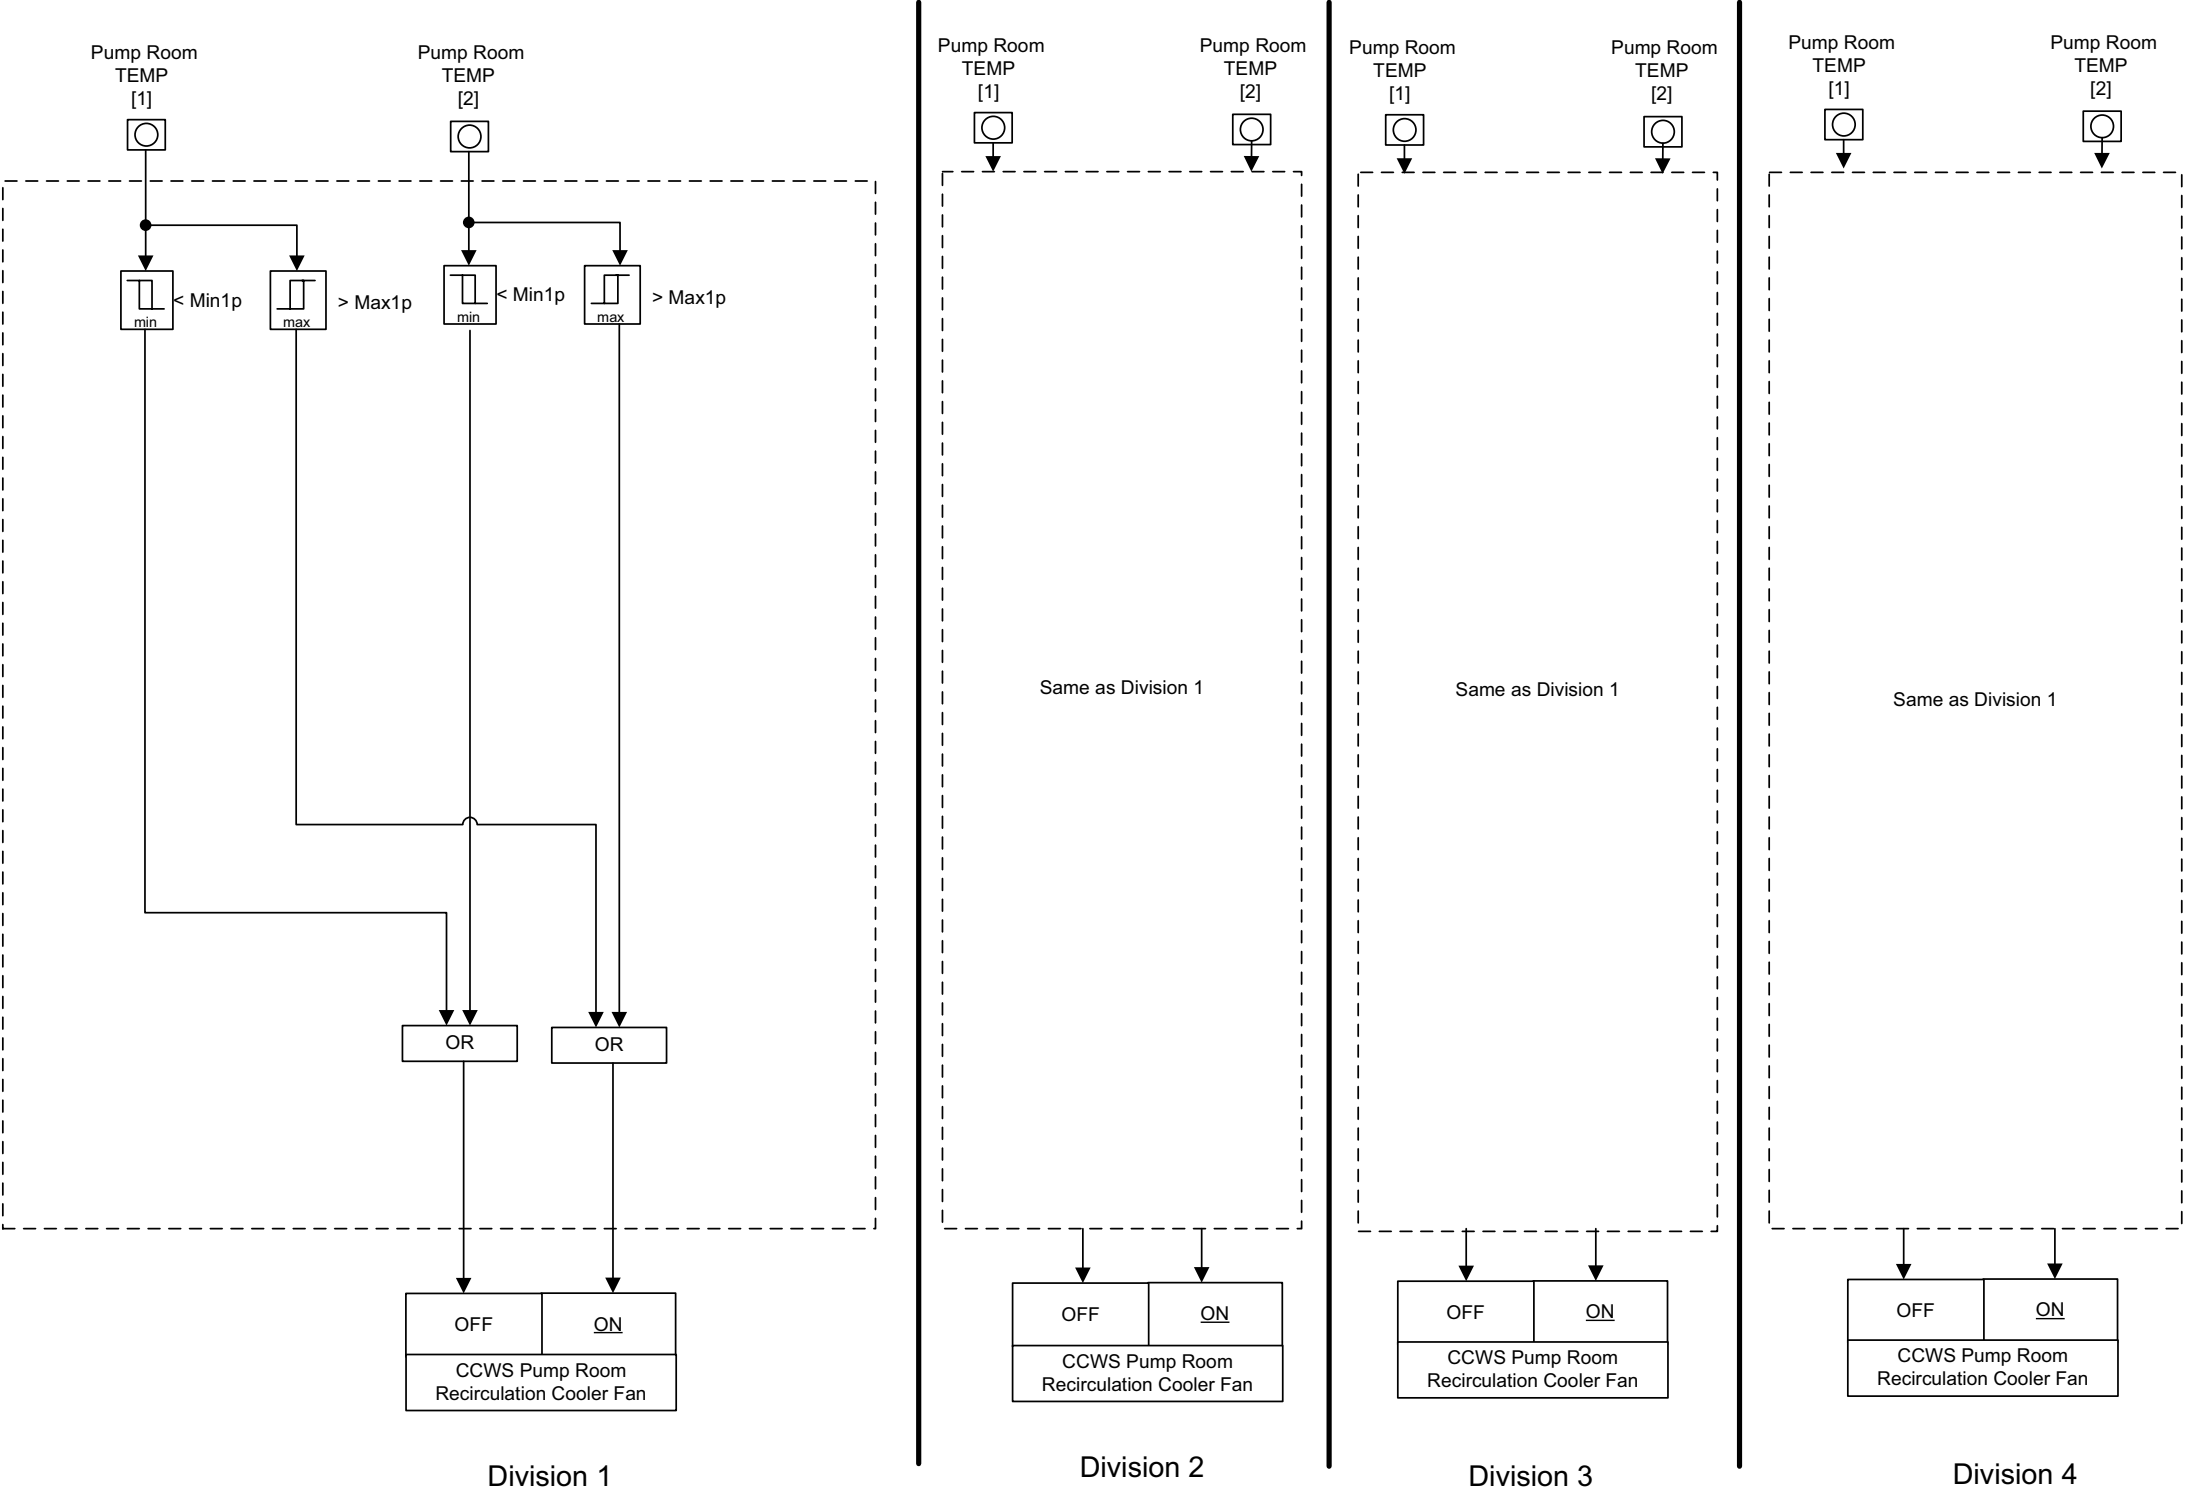 Pump Room
TEMP
[1]
Pump Room
TEMP
[2]
< Min1p
min
> Max1p
max
< Min1p
min
> Max1p
max
OR
OR
OFF
ON
CCWS Pump Room
Recirculation Cooler Fan
Division 1
Pump Room
TEMP
[1]
Pump Room
TEMP
[2]
Same as Division 1
OFF
ON
CCWS Pump Room
Recirculation Cooler Fan
Division 2
Pump Room
TEMP
[1]
Pump Room
TEMP
[2]
Same as Division 1
OFF
ON
CCWS Pump Room
Recirculation Cooler Fan
Division 3
Pump Room
TEMP
[1]
Pump Room
TEMP
[2]
Same as Division 1
OFF
ON
CCWS Pump Room
Recirculation Cooler Fan
Division 4